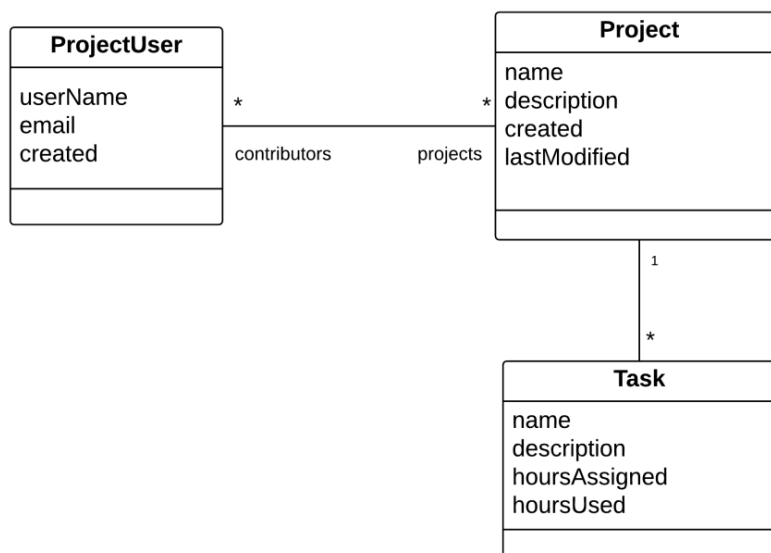 ProjectUser
userName
email
created
*
contributors
*
projects
Project
name
description
created
lastModified
1
*
Task
name
description
hoursAssigned
hoursUsed